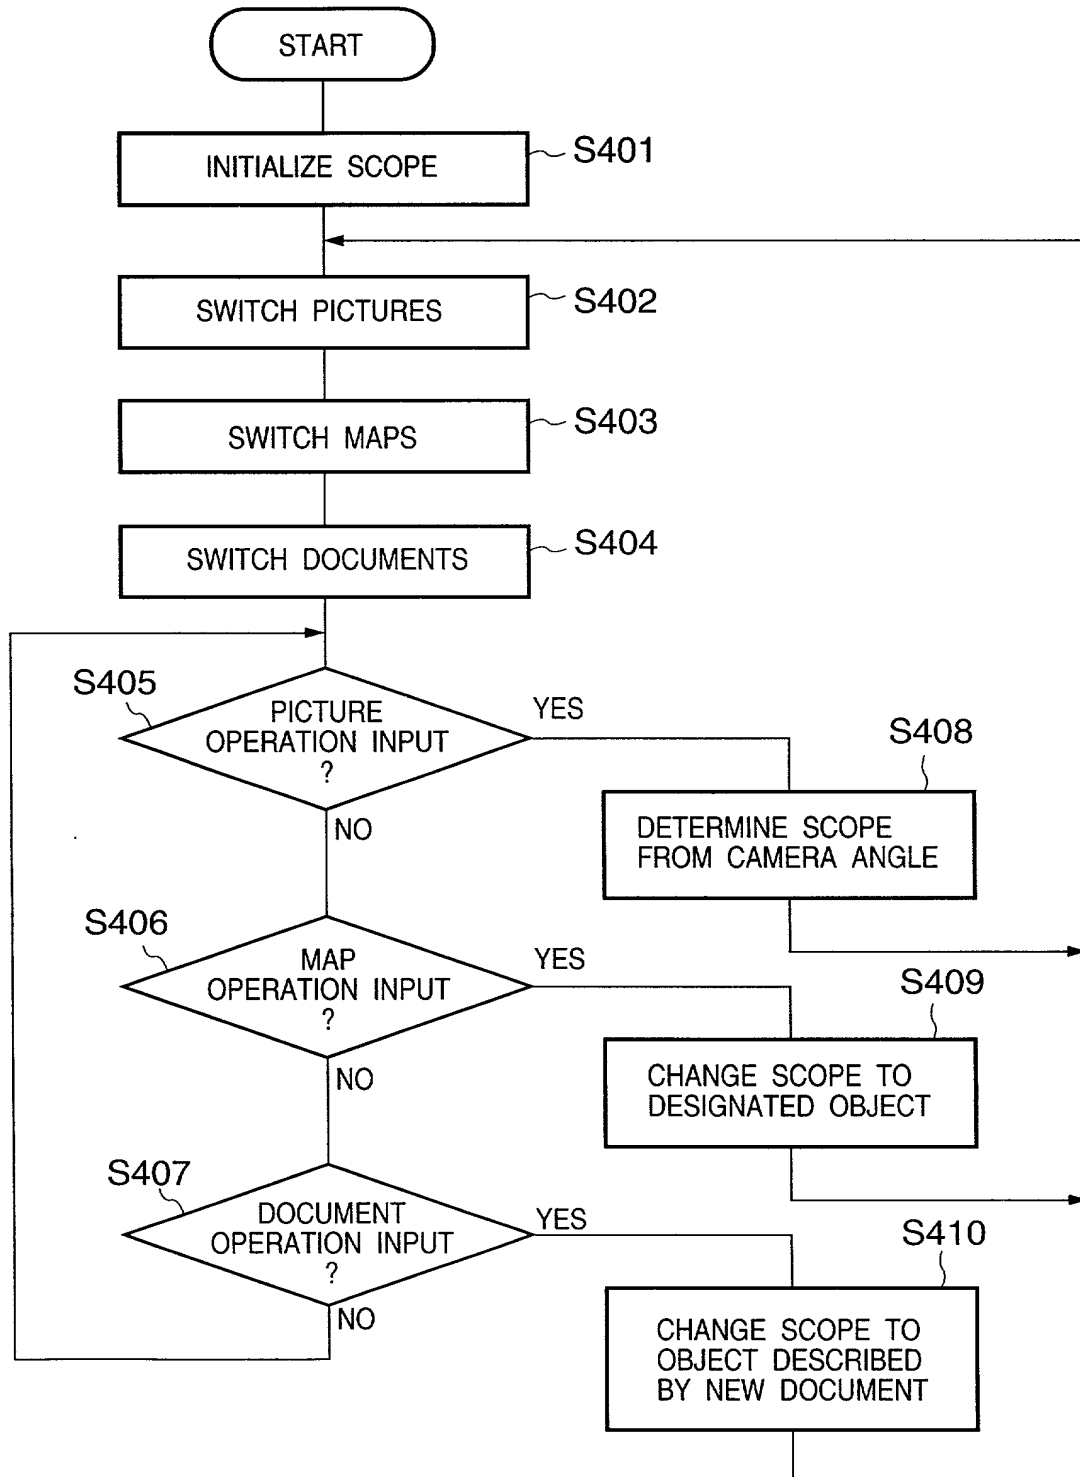 START
INITIALIZE SCOPE
S401
SWITCH PICTURES
S402
SWITCH MAPS
S403
SWITCH DOCUMENTS
S404
S405
PICTURE
OPERATION INPUT
?
YES
NO
S408
DETERMINE SCOPE
FROM CAMERA ANGLE
S406
MAP
OPERATION INPUT
?
YES
NO
S409
CHANGE SCOPE TO
DESIGNATED OBJECT
S407
DOCUMENT
OPERATION INPUT
?
YES
NO
S410
CHANGE SCOPE TO
OBJECT DESCRIBED
BY NEW DOCUMENT